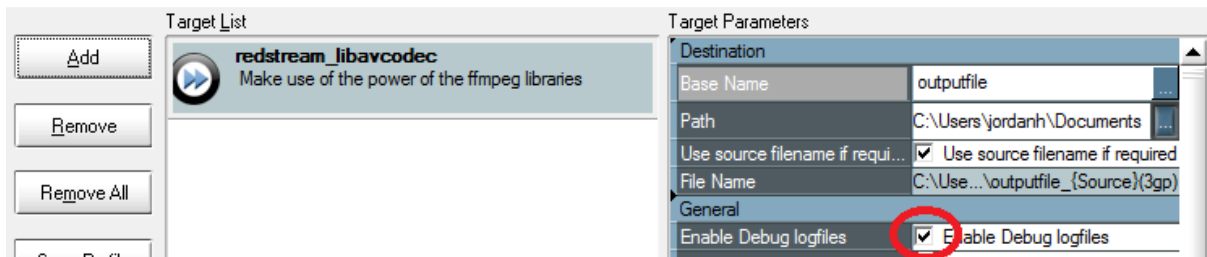 Target List
Target Parameters
Add
Remove
Remove All
redstream_libavcodec
Make use of the power of the ffmpeg libraries
Destination
Base Name outputfile ...
Path C:\Users\jordanh\Documents ...
Use source filename if requi... Use source filename if required
File Name C:\Use...\outputfile_{Source}(3gp)
General
Enable Debug logfiles Enable Debug logfiles